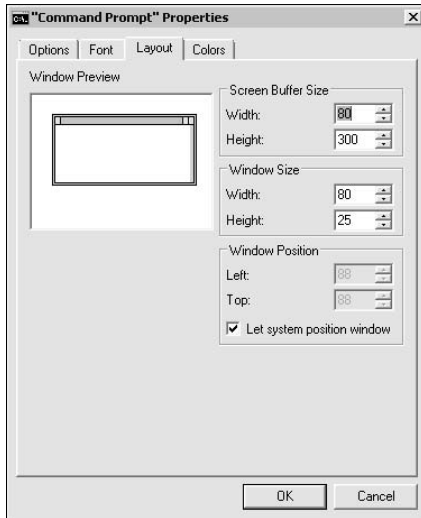 "Command Prompt" Properties
Options Font Layout Colors
Window Preview
Screen Buffer Size
Width: 80
Height: 300
Window Size
Width: 80
Height: 25
Window Position
Left: 88
Top: 88
Let system position window
OK Cancel